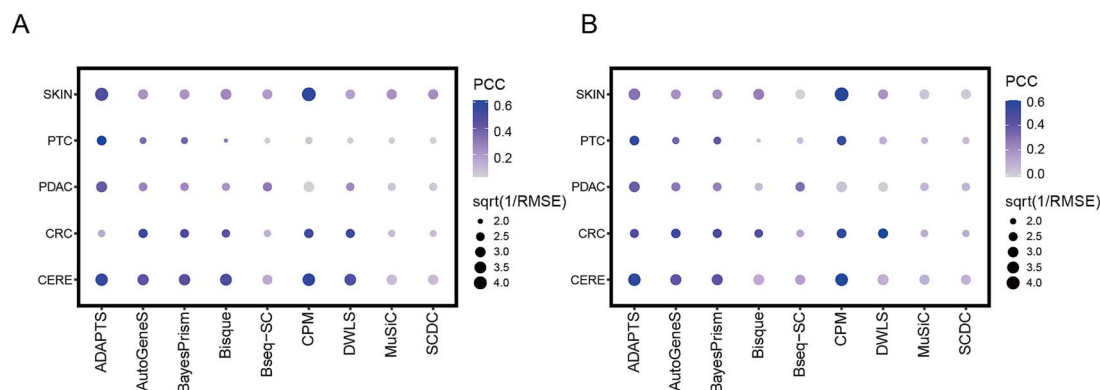 A
SKIN
PTC
PDAC
CRC
CERE
ADAPTS
AutoGeneS
BayesPrism
Bisque
Bseq-SC
CPM
DWLS
MuSiC
SCDC
PCC
0.6
0.4
0.2
sqrt(1/RMSE)
2.0
2.5
3.0
3.5
4.0
B
SKIN
PTC
PDAC
CRC
CERE
ADAPTS
AutoGeneS
BayesPrism
Bisque
Bseq-SC
CPM
DWLS
MuSiC
SCDC
PCC
0.6
0.4
0.2
0.0
sqrt(1/RMSE)
2.0
2.5
3.0
3.5
4.0